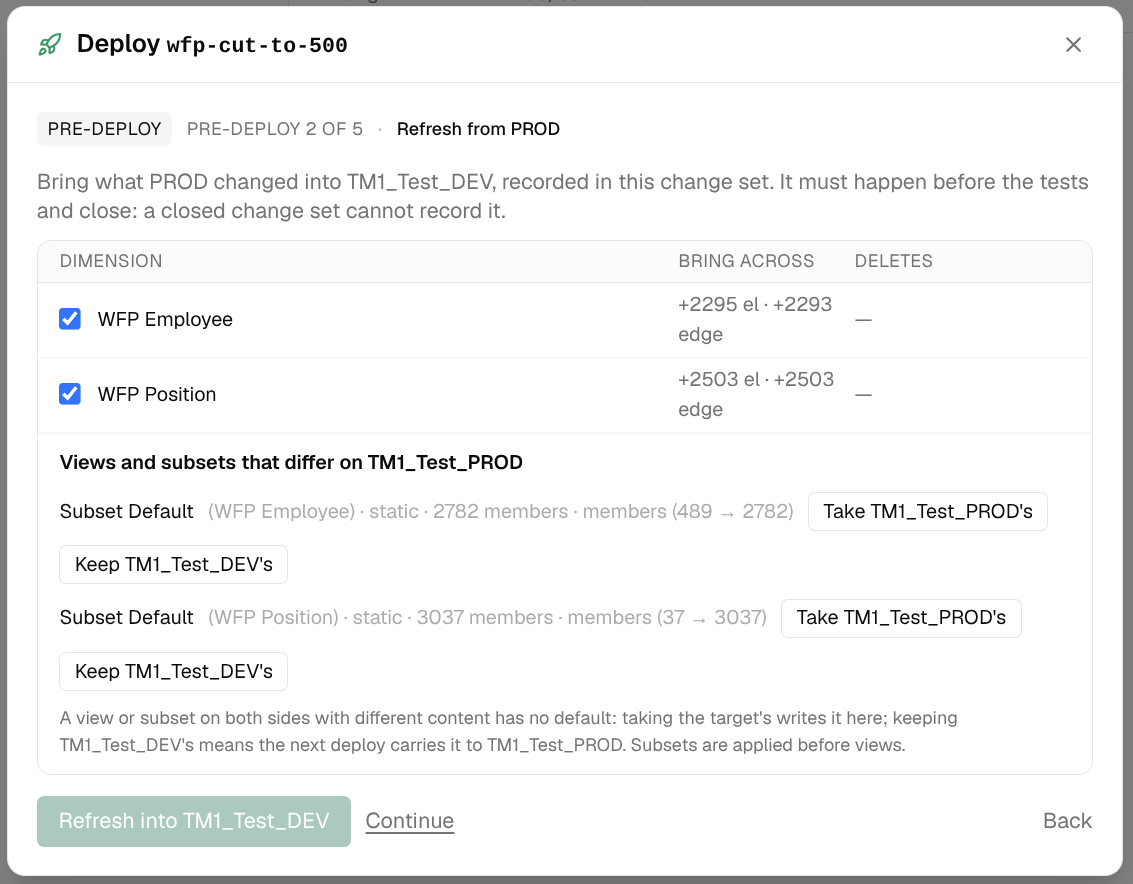 Deploy wfp-cut-to-500
PRE-DEPLOY PRE-DEPLOY 2 OF 5 · Refresh from PROD
Bring what PROD changed into TM1_Test_DEV, recorded in this change set. It must happen before the tests
and close: a closed change set cannot record it.
DIMENSION BRING ACROSS DELETES
WFP Employee +2295 el · +2293 edge —
WFP Position +2503 el · +2503 edge —
Views and subsets that differ on TM1_Test_PROD
Subset Default (WFP Employee) · static · 2782 members · members (489 → 2782) Take TM1_Test_PROD's
Keep TM1_Test_DEV's
Subset Default (WFP Position) · static · 3037 members · members (37 → 3037) Take TM1_Test_PROD's
Keep TM1_Test_DEV's
A view or subset on both sides with different content has no default: taking the target's writes it here; keeping
TM1_Test_DEV's means the next deploy carries it to TM1_Test_PROD. Subsets are applied before views.
Refresh into TM1_Test_DEV Continue Back